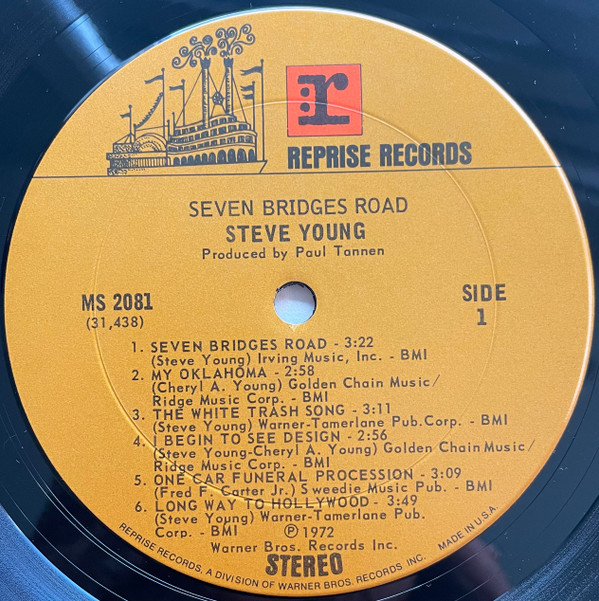 r
REPRISE RECORDS
SEVEN BRIDGES ROAD
STEVE YOUNG
Produced by Paul Tannen
MS 2081
(31,438)
SIDE
1
1. SEVEN BRIDGES ROAD - 3:22
(Steve Young) Irving Music, Inc. - BMI
2. MY OKLAHOMA - 2:58
(Cheryl A. Young) Golden Chain Music/
Ridge Music Corp. - BMI
3. THE WHITE TRASH SONG - 3:11
(Steve Young) Warner-Tamerlane Pub.Corp. - BMI
4. I BEGIN TO SEE DESIGN - 2:56
(Steve Young-Cheryl A. Young) Golden Chain Music/
Ridge Music Corp. - BMI
5. ONE CAR FUNERAL PROCESSION - 3:09
(Fred F. Carter Jr.) Sweedie Music Pub. - BMI
6. LONG WAY TO HOLLYWOOD - 3:49
(Steve Young) Warner-Tamerlane Pub.
Corp. - BMI ℗ 1972
Warner Bros. Records Inc.
STEREO
REPRISE RECORDS, A DIVISION OF WARNER BROS. RECORDS INC. MADE IN U.S.A.